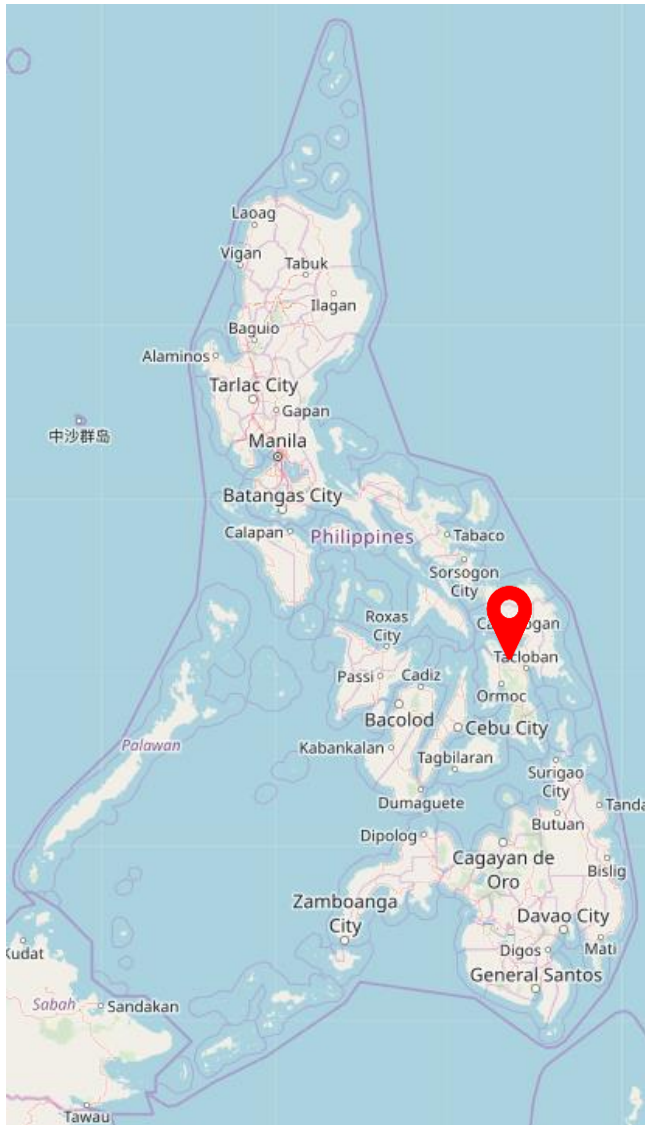 Laoag
Vigan
Tabuk
Ilagan
Baguio
Alaminos
Tarlac City
Gapan
中沙群岛
Manila
Batangas City
Calapan
Philippines
Tabaco
Sorsogon
City
Roxas
City
Tacloban
Passi
Cadiz
Ormoc
Bacolod
Cebu City
Palawan
Kabankalan
Tagbilaran
Surigao
City
Dumaguete
Tanda
Butuan
Dipolog
Cagayan de
Oro
Bislig
Zamboanga
City
Davao City
Kudat
Digos
Mati
General Santos
Sabah
Sandakan
Tawau